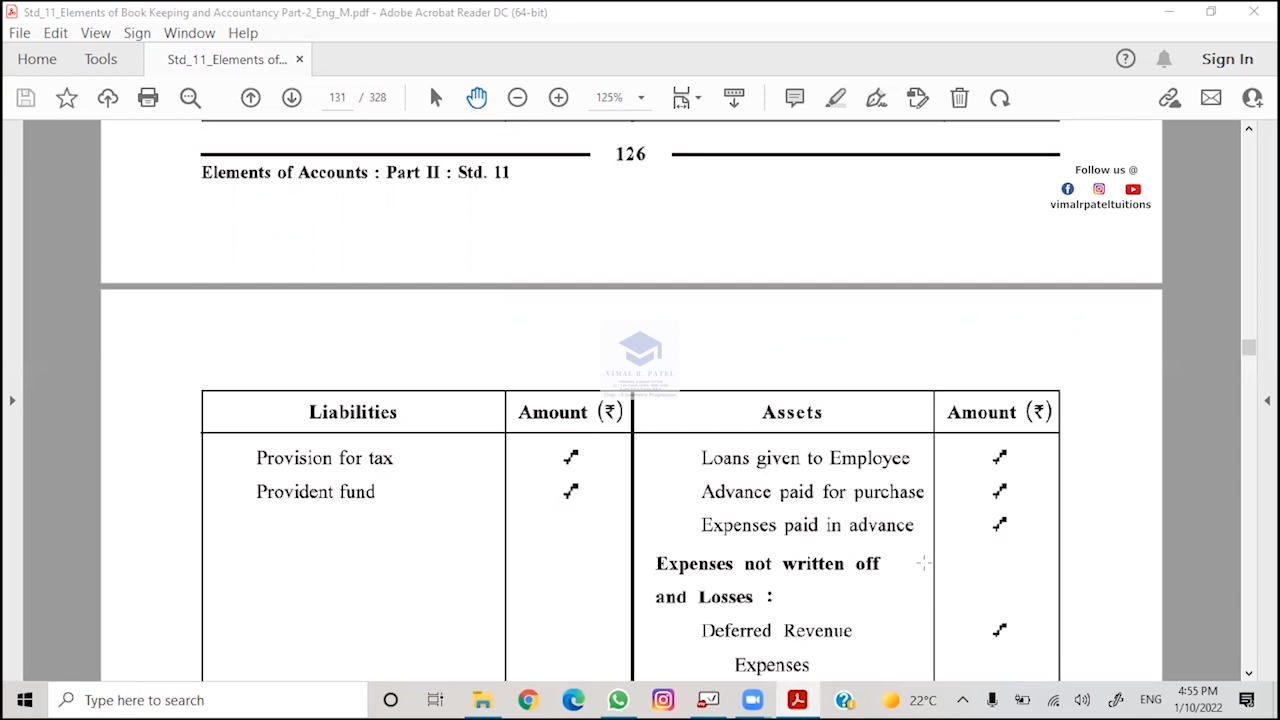 Std_11_Elements of Book Keeping and Accountancy Part-2_Eng_M.pdf - Adobe Acrobat Reader DC (64-bit)
File Edit View Sign Window Help
Home Tools Std_11_Elements of... × Sign In
131 / 328 125%
126
Elements of Accounts : Part II : Std. 11
Follow us @
vimalrpateltuitions
VIMAL R. PATEL
Liabilities Amount (₹) Assets Amount (₹)
Provision for tax Loans given to Employee
Provident fund Advance paid for purchase
Expenses paid in advance
Expenses not written off
and Losses :
Deferred Revenue
Expenses
Type here to search 22°C ENG 4:55 PM
1/10/2022